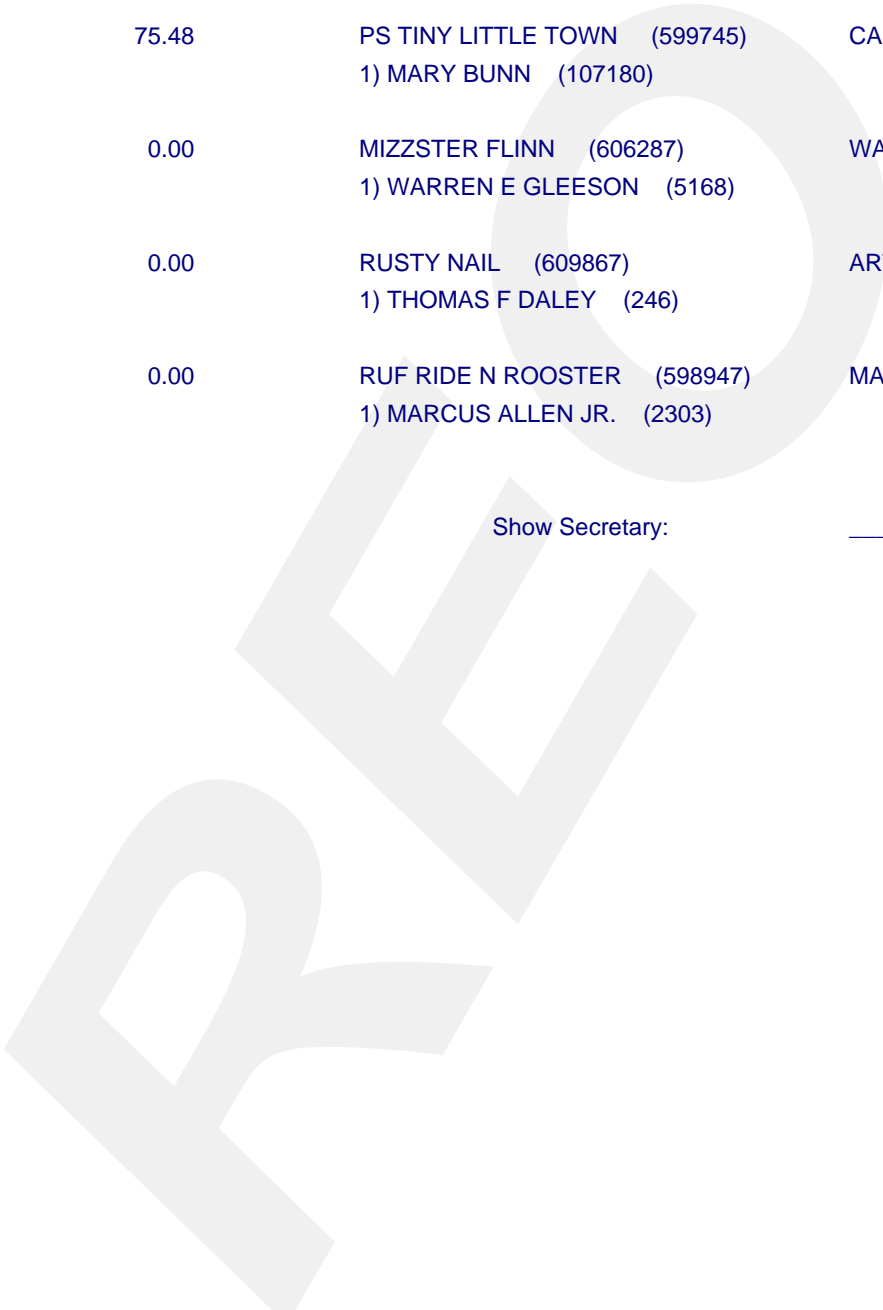 75.48 PS TINY LITTLE TOWN (599745) CA
1) MARY BUNN (107180)
0.00 MIZZSTER FLINN (606287) WA
1) WARREN E GLEESON (5168)
0.00 RUSTY NAIL (609867)
1) THOMAS F DALEY (246)
0.00 RUF RIDE N ROOSTER (598947) MA
1) MARCUS ALLEN JR. (2303)
Show Secretary: ___
REO